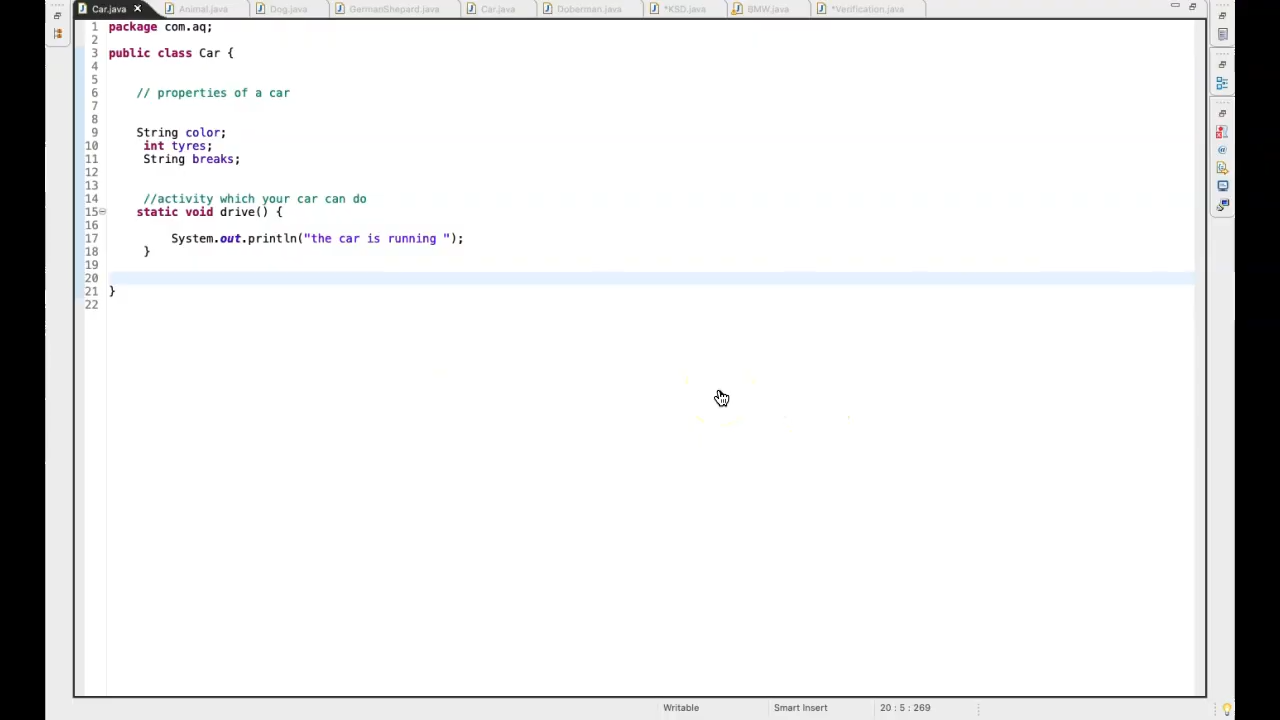 Car.java Animal.java Dog.java GermanShepard.java Car.java Doberman.java *KSD.java BMW.java *Verification.java
1 package com.aq;
2
3 public class Car {
4
5
6 // properties of a car
7
8
9 String color;
10 int tyres;
11 String breaks;
12
13
14 //activity which your car can do
15 static void drive() {
16
17 System.out.println("the car is running ");
18 }
19
20
21 }
22
Writable Smart Insert 20 : 5 : 269